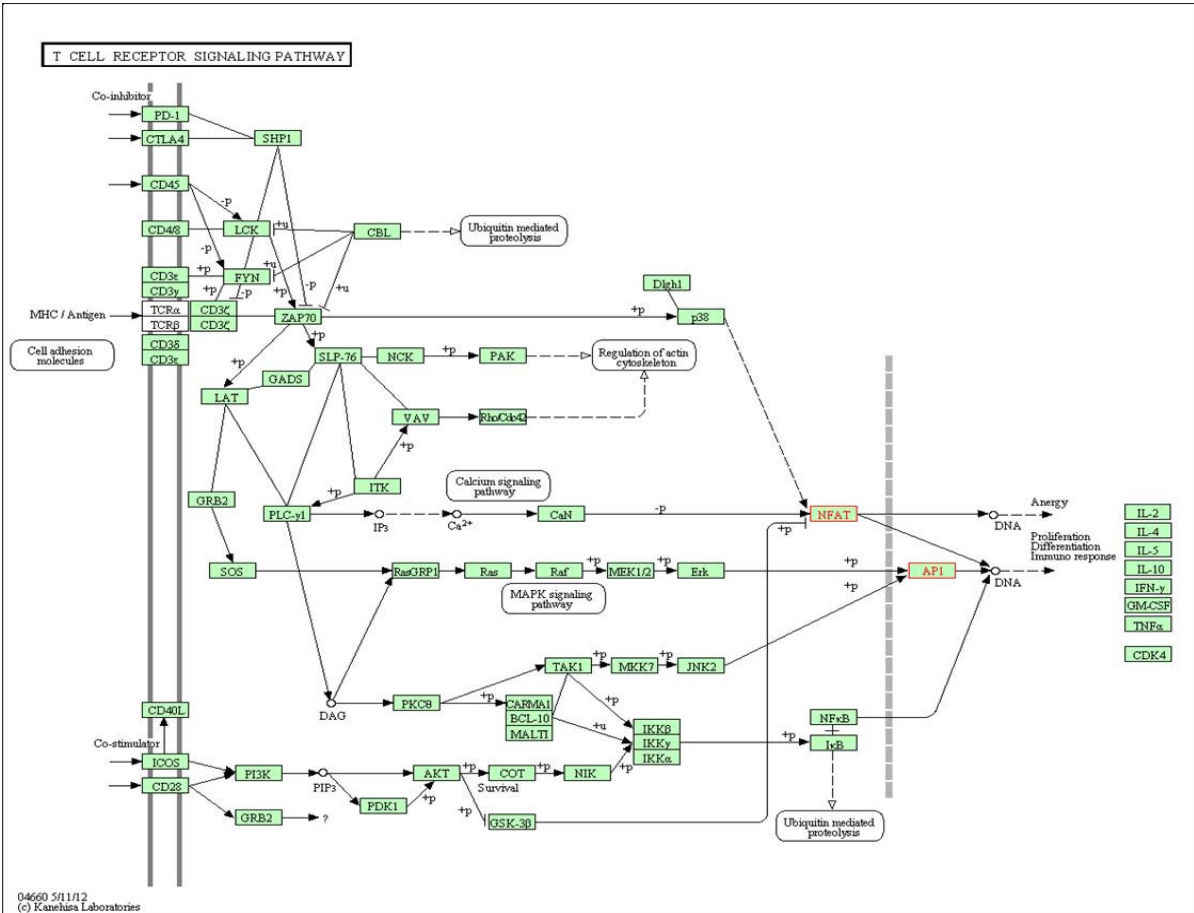 T CELL RECEPTOR SIGNALING PATHWAY
Co-inhibitor
PD-1
CTLA4
SHP1
CD45
-p
CD4/8
LCK
+u
CBL
Ubiquitin mediated
proteolysis
-p
CD3ε
+p
FYN
+u
CD3γ
+p
-p
+p
-p
+u
Dlgh1
MHC / Antigen
TCRα
CD3ζ
ZAP70
+p
p38
TCRβ
CD3ζ
+p
Cell adhesion
molecules
CD3δ
CD3ε
+p
SLP-76
NCK
+p
PAK
Regulation of actin
cytoskeleton
GADS
LAT
VAV
Rho/Cdc42
+p
ITK
Calcium signaling
pathway
+p
GRB2
PLC-γ1
IP3
Ca2+
CaN
-p
NFAT
+p
DNA
Anergy
Proliferation
Differentiation
Immuno response
SOS
RasGRP1
Ras
+p
Raf
+p
MEK1/2
+p
Erk
+p
AP1
DNA
+p
MAPK signaling
pathway
IL-2
IL-4
IL-5
IL-10
IFN-γ
GM-CSF
TNFα
CDK4
TAK1
+p
MKK7
+p
JNK2
DAG
PKCθ
+p
CARMA1
BCL-10
MALT1
+p
+u
IKKβ
IKKγ
IKKα
+p
NFκB
IκB
CD40L
Co-stimulator
ICOS
CD28
PI3K
PIP3
AKT
+p
COT
+p
NIK
+p
Survival
PDK1
+p
+p
GSK-3β
GRB2
?
Ubiquitin mediated
proteolysis
04660 5/11/12
(c) Kanehisa Laboratories